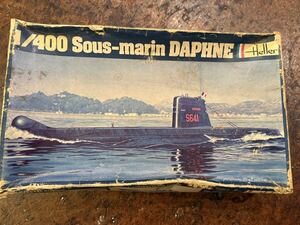 1/400 Sous-marin DAPHNE
Heller
S641